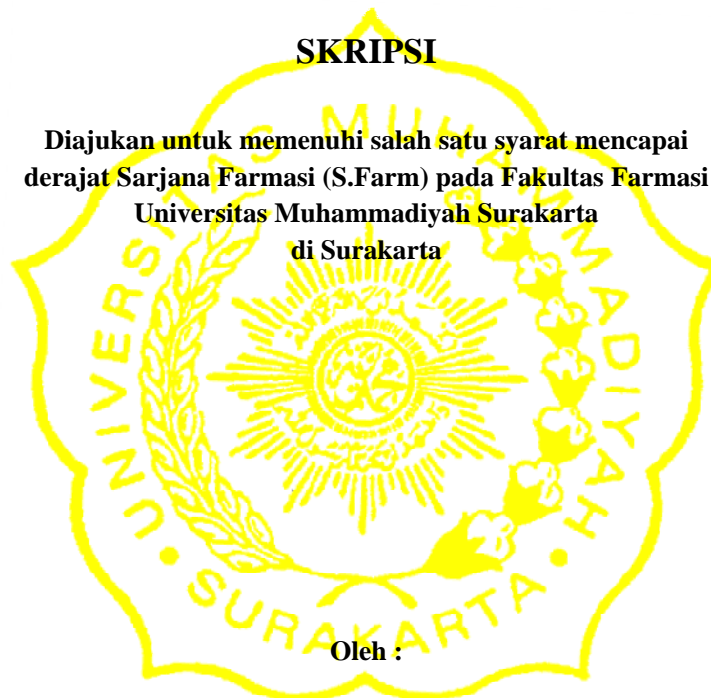 SKRIPSI
Diajukan untuk memenuhi salah satu syarat mencapai
derajat Sarjana Farmasi (S.Farm) pada Fakultas Farmasi
Universitas Muhammadiyah Surakarta
di Surakarta
UNIVERSITAS MUHAMMADIYAH
SURAKARTA
Oleh :